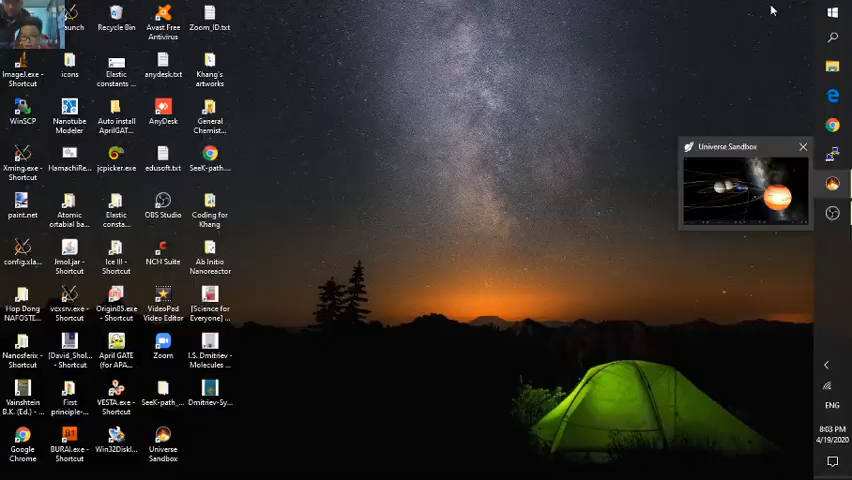 aunch
Recycle Bin
Avast Free
Antivirus
Zoom_ID.txt
ImageJ.exe -
Shortcut
icons
Elastic
constants ...
anydesk.txt
Khang's
artworks
WinSCP
Nanotube
Modeler
Auto install
AprilGAT...
AnyDesk
General
Chemist...
Xming.exe -
Shortcut
HamachiRe...
jcpicker.exe
edusoft.txt
SeeK-path...
paint.net
Atomic
ortabial ba...
Elastic
consta...
OBS Studio
Coding for
Khang
config.xla...
Jmol.jar -
Shortcut
Ice III -
Shortcut
NCH Suite
Ab Initio
Nanoreactor
Hop Dong
NAFOSTE...
vcxsrv.exe -
Shortcut
Origin85.exe -
Shortcut
VideoPad
Video Editor
[Science for
Everyone] ...
Nanosferix -
Shortcut
[David_Shol...
- Shortcut
April GATE
(for APA...
Zoom
I.S. Dmitriev -
Molecules ...
Vainshtein
B.K. (Ed.) - ...
First
principle-...
VESTA.exe -
Shortcut
SeeK-path_...
Dmitriev-Sy...
Google
Chrome
BURAI.exe -
Shortcut
Win32DiskI...
Universe
Sandbox
Universe Sandbox
ENG
8:03 PM
4/19/2020